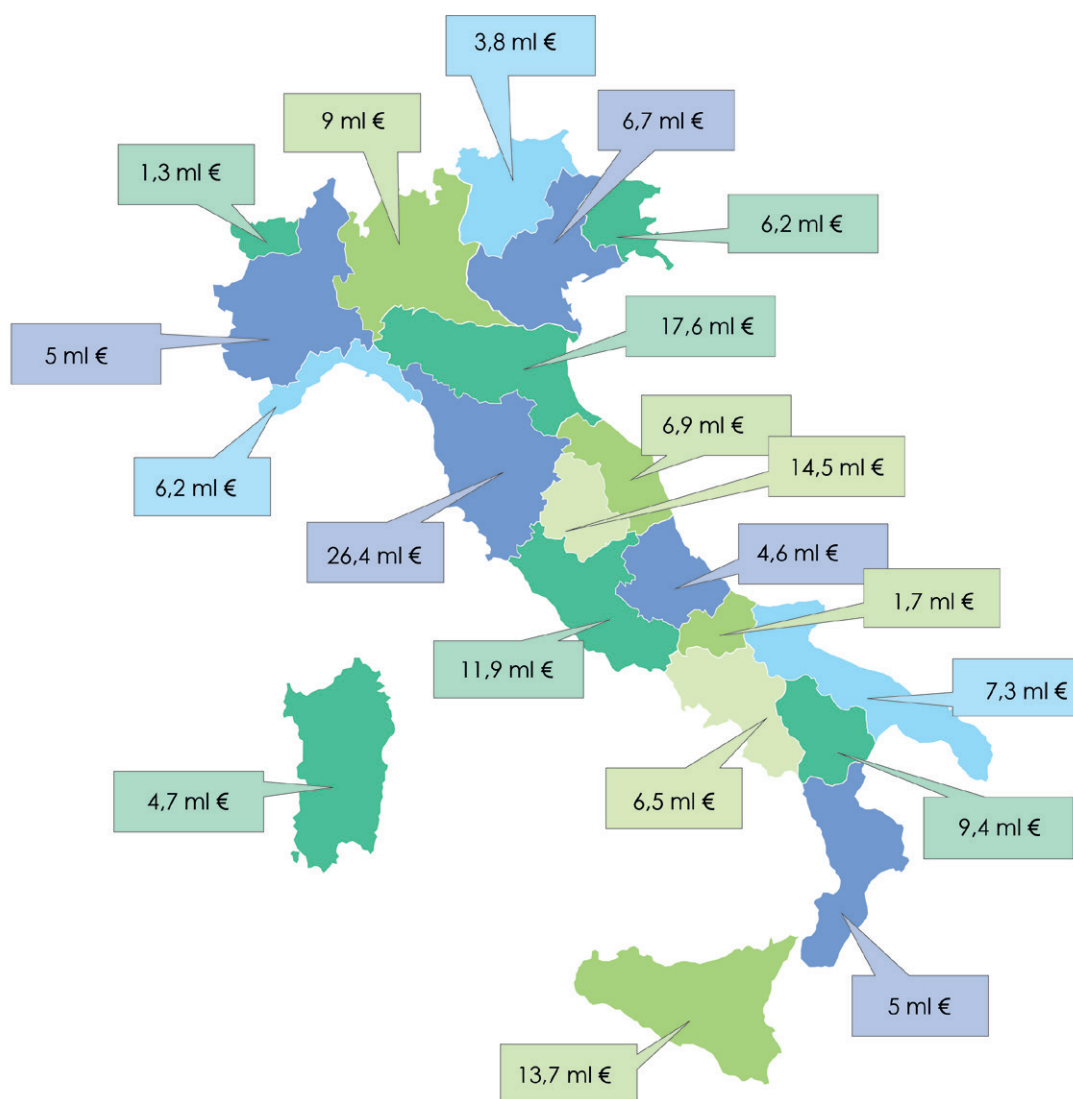 3,8 ml €
6,7 ml €
9 ml €
1,3 ml €
6,2 ml €
17,6 ml €
5 ml €
6,9 ml €
14,5 ml €
6,2 ml €
26,4 ml €
4,6 ml €
1,7 ml €
11,9 ml €
7,3 ml €
4,7 ml €
6,5 ml €
9,4 ml €
5 ml €
13,7 ml €